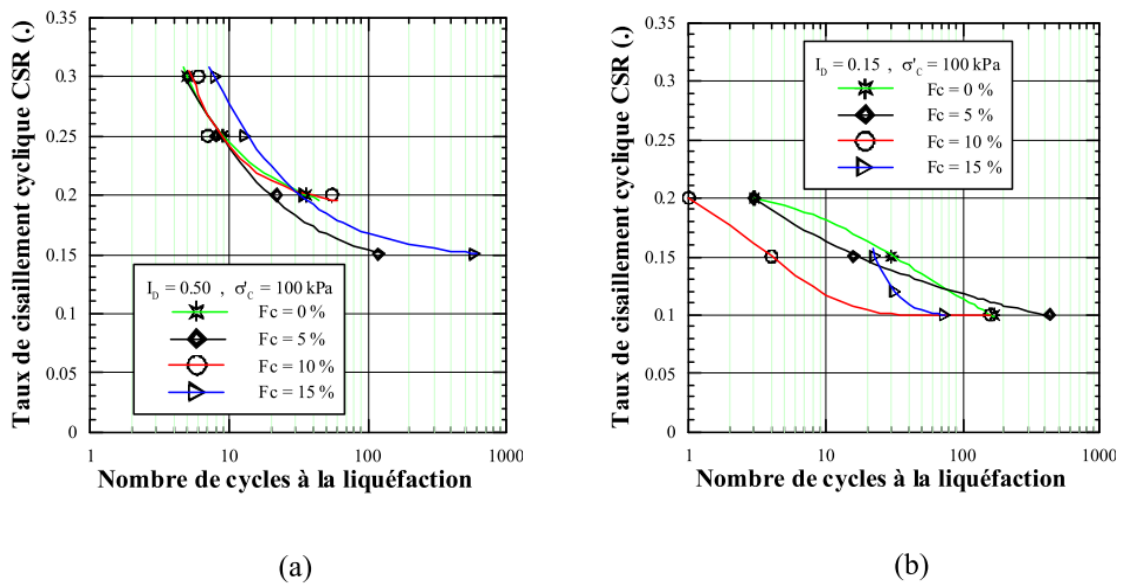 Taux de cisaillement cyclique CSR (.)
0.35
0.3
0.25
0.2
0.15
0.1
0.05
0
I_D = 0.50 , σ'_C = 100 kPa
Fc = 0 %
Fc = 5 %
Fc = 10 %
Fc = 15 %
1 10 100 1000
Nombre de cycles à la liquéfaction
(a)
Taux de cisaillement cyclique CSR (.)
0.35
0.3
0.25
0.2
0.15
0.1
0.05
0
I_D = 0.15 , σ'_C = 100 kPa
Fc = 0 %
Fc = 5 %
Fc = 10 %
Fc = 15 %
1 10 100 1000
Nombre de cycles à la liquéfaction
(b)